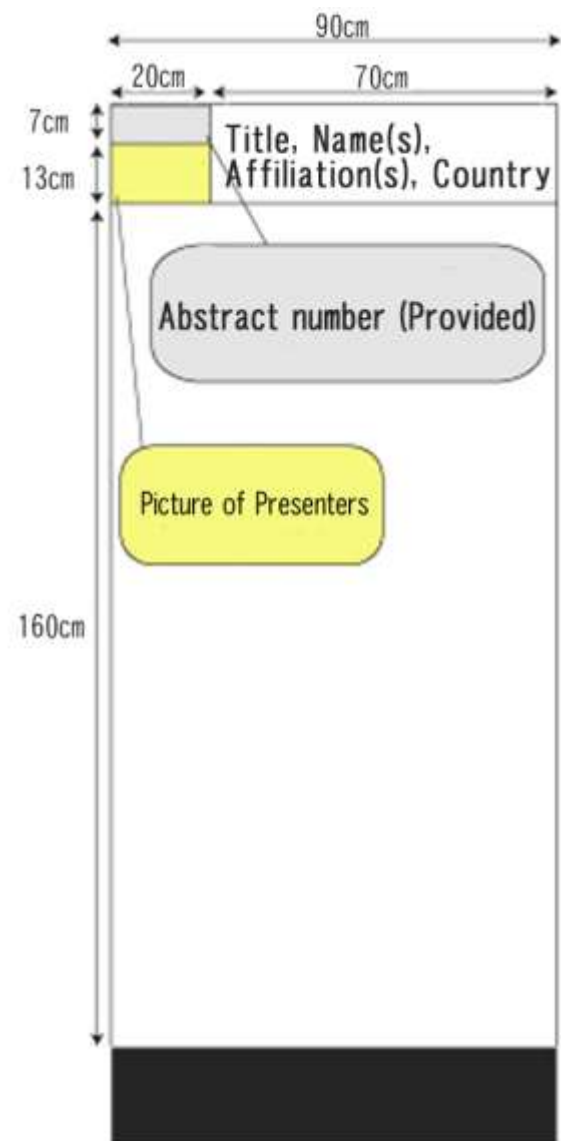 90cm
20cm
70cm
7cm
Title, Name(s),
13cm
Affiliation(s), Country
Abstract number (Provided)
Picture of Presenters
160cm